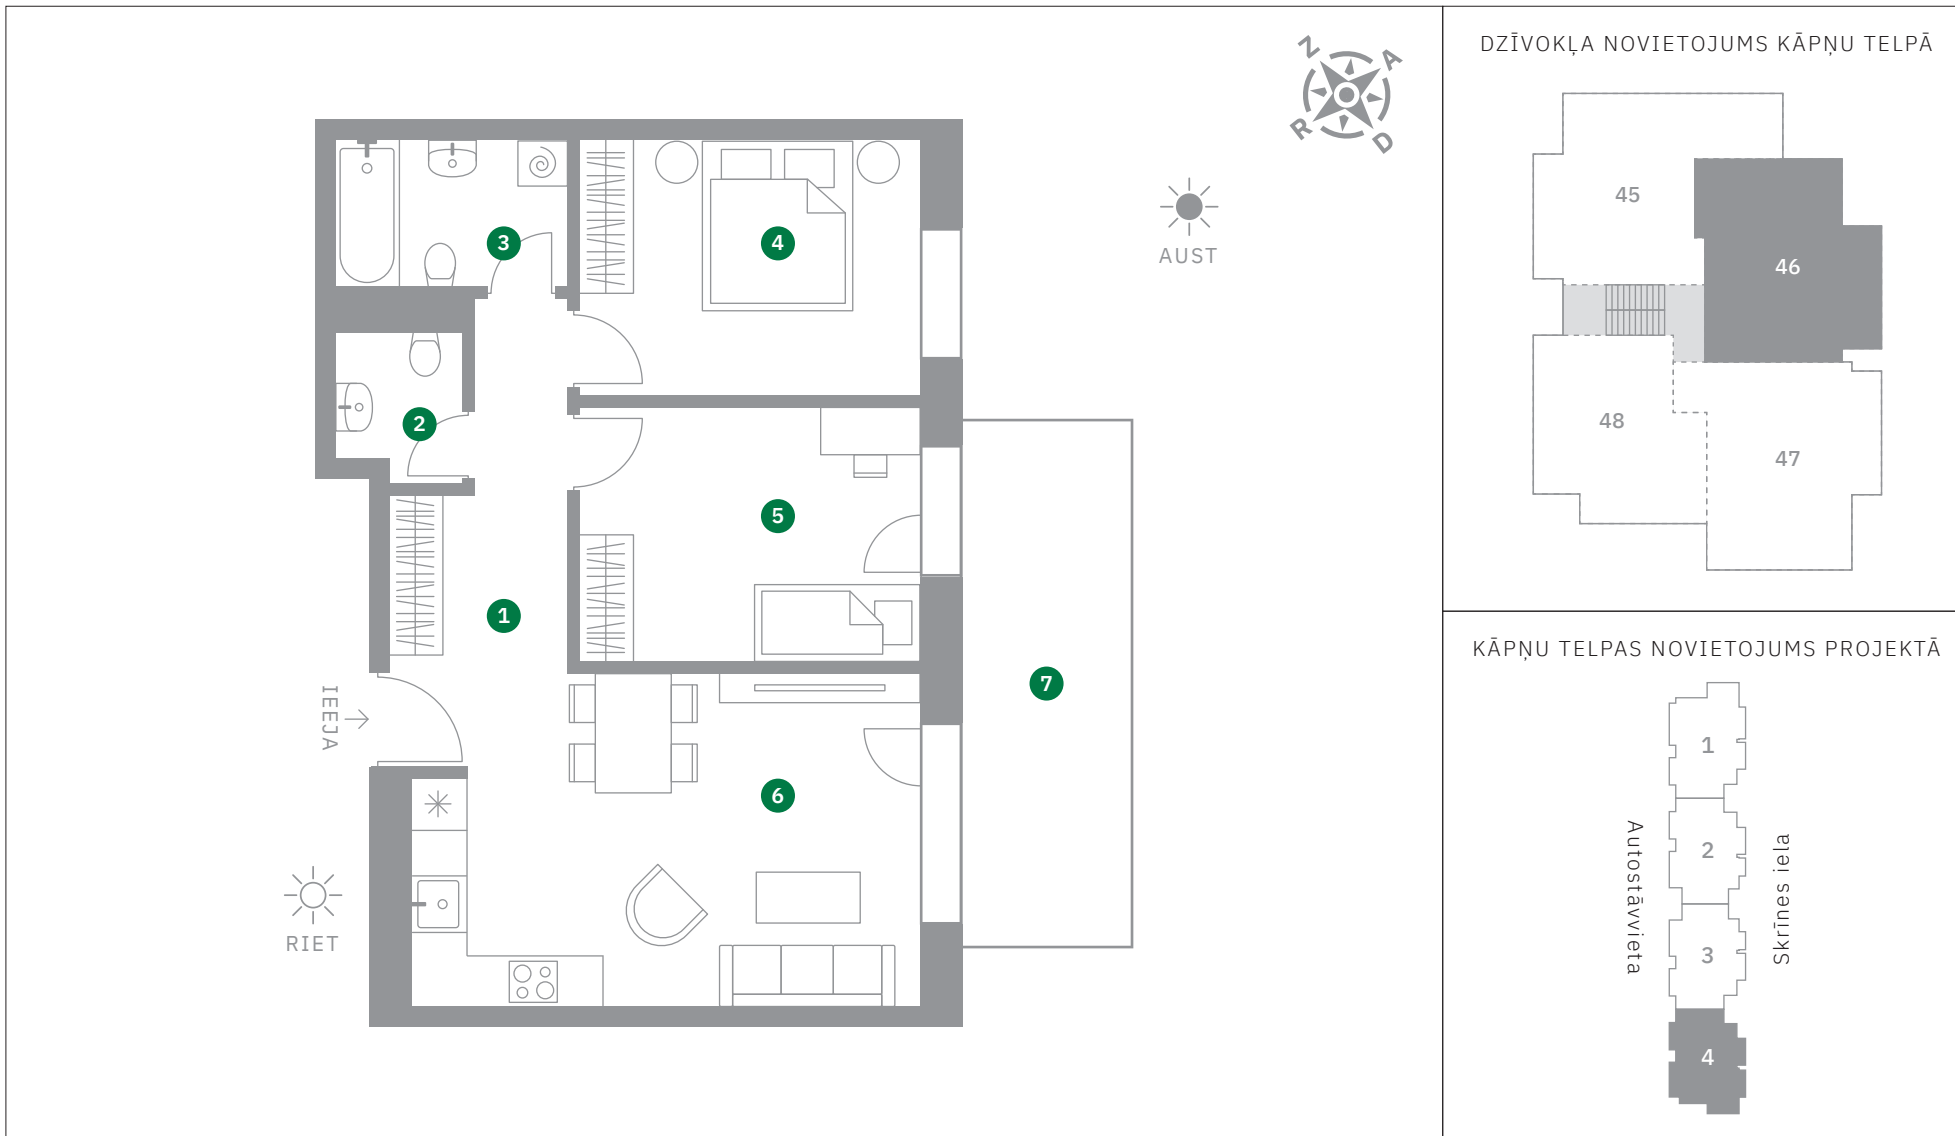 Z
A
R
D
AUST
3
4
2
5
1
7
IEEJA
6
RIET
DZĪVOKĻA NOVIETOJUMS KĀPŅU TELPĀ
45
46
48
47
KĀPŅU TELPAS NOVIETOJUMS PROJEKTĀ
1
2
3
4
Autostāvvieta
Skrīnes iela